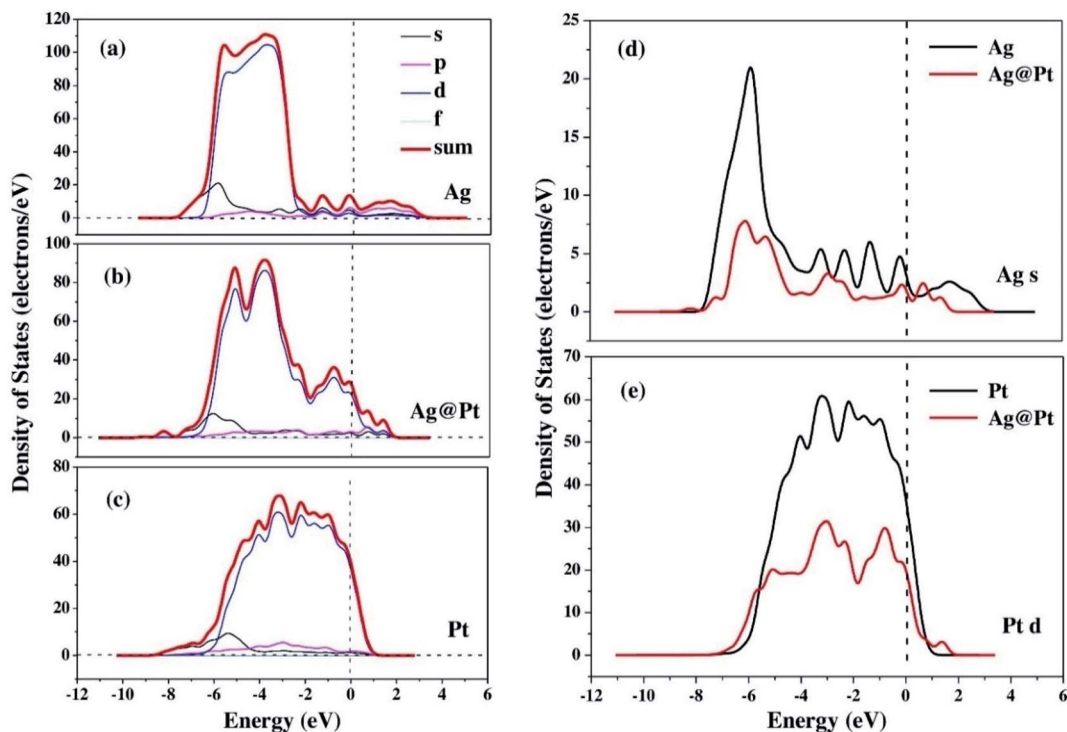 Density of States (electrons/eV)
120
100
80
60
40
20
0
(a)
s
p
d
f
sum
Ag
100
80
60
40
20
0
(b)
Ag@Pt
80
60
40
20
0
(c)
Pt
-12 -10 -8 -6 -4 -2 0 2 4 6
Energy (eV)
Density of States (electrons/eV)
25
20
15
10
5
0
(d)
Ag
Ag@Pt
Ag s
70
60
50
40
30
20
10
0
(e)
Pt
Ag@Pt
Pt d
-12 -10 -8 -6 -4 -2 0 2 4 6
Energy (eV)